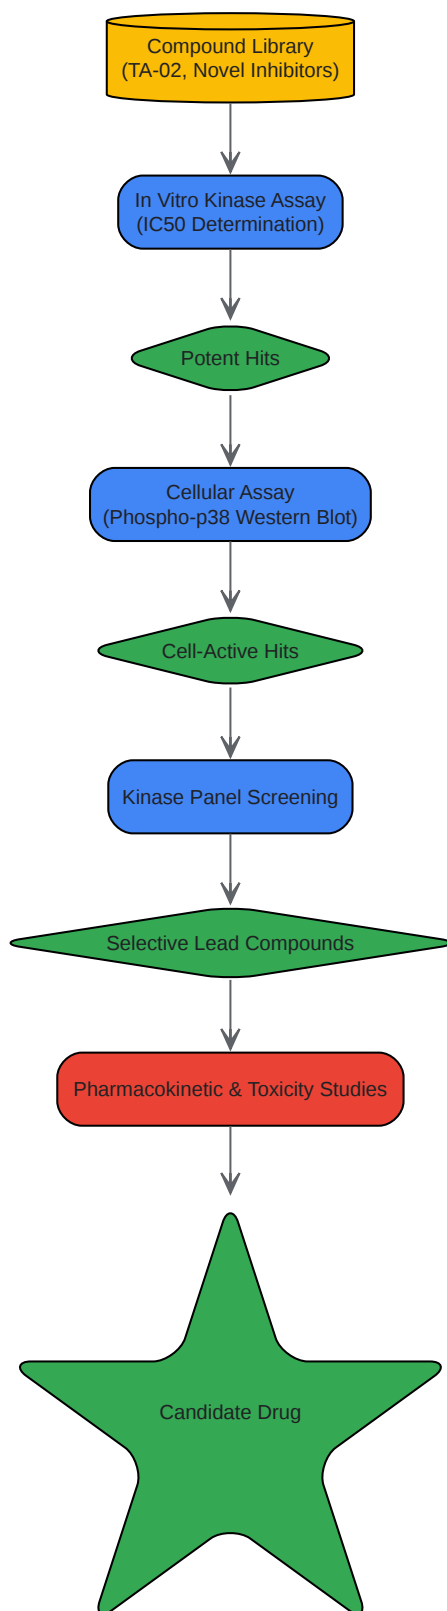 Compound Library
(TA-02, Novel Inhibitors)
In Vitro Kinase Assay
(IC50 Determination)
Potent Hits
Cellular Assay
(Phospho-p38 Western Blot)
Cell-Active Hits
Kinase Panel Screening
Selective Lead Compounds
Pharmacokinetic & Toxicity Studies
Candidate Drug